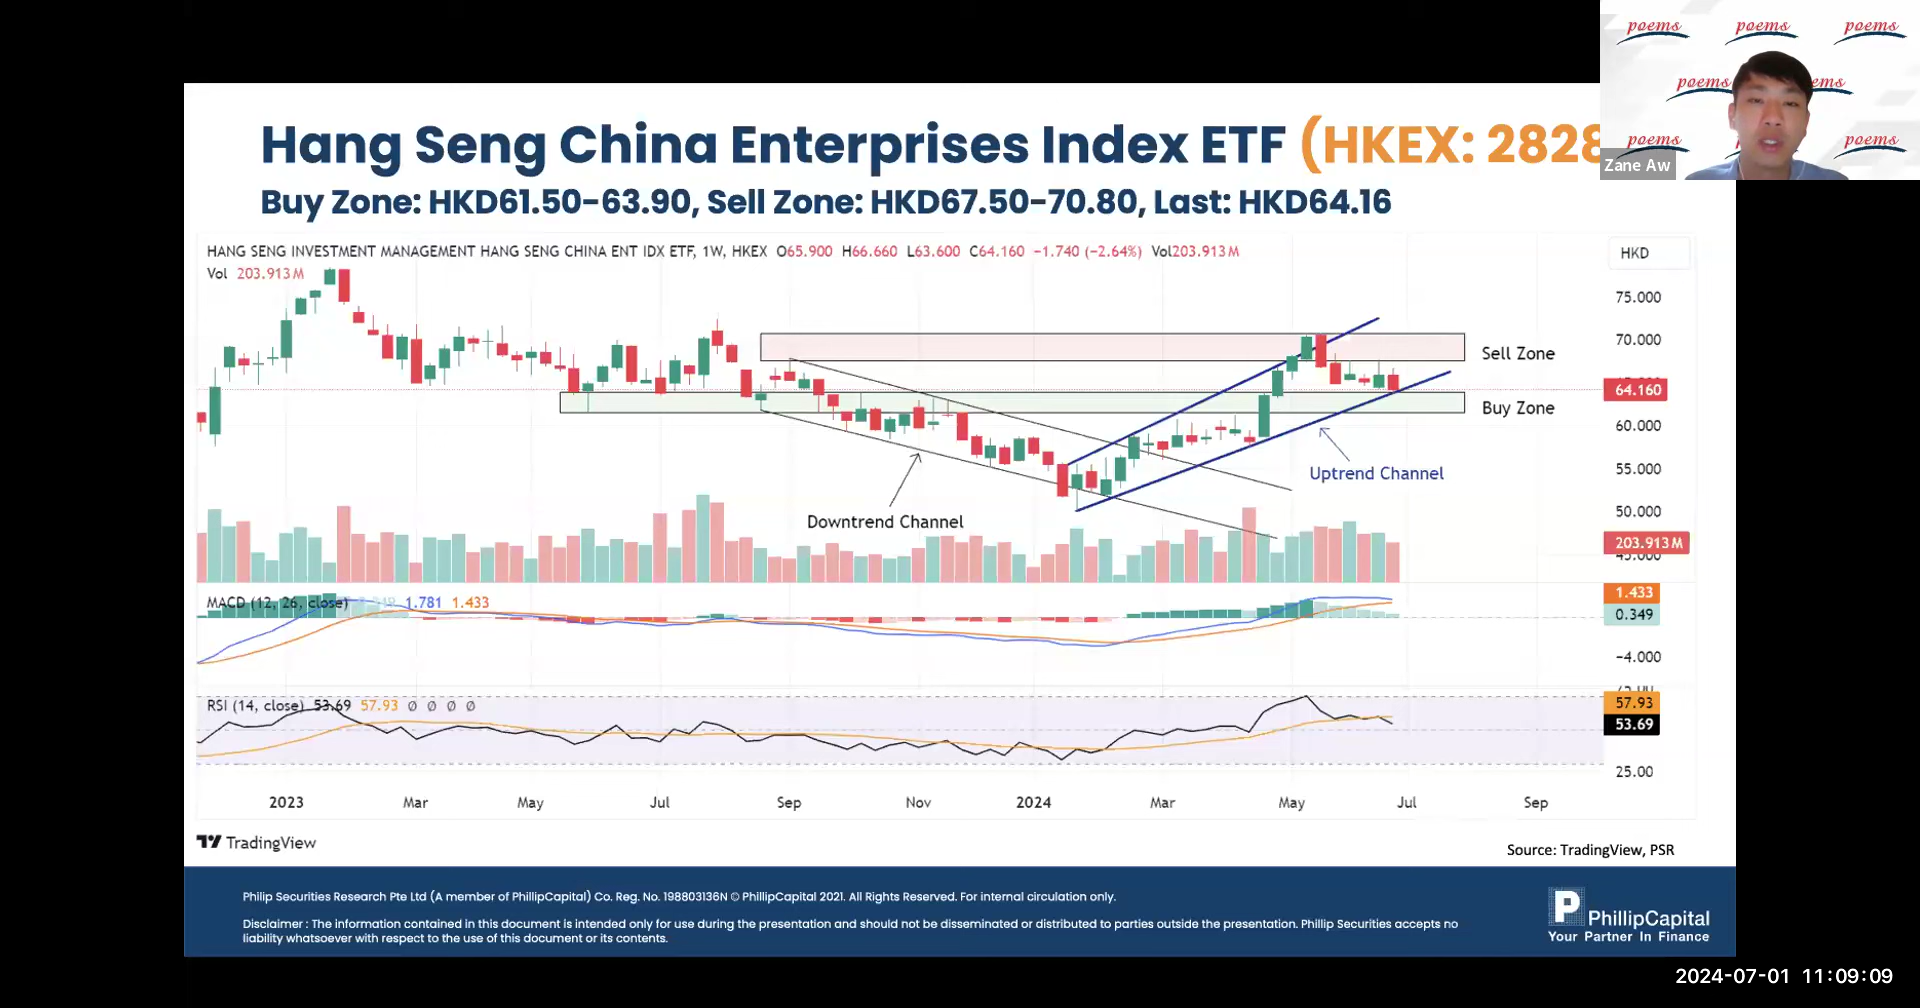 poems poems poems
poems ems
poems poems
Zane Aw
Hang Seng China Enterprises Index ETF (HKEX: 2828
Buy Zone: HKD61.50-63.90, Sell Zone: HKD67.50-70.80, Last: HKD64.16
HANG SENG INVESTMENT MANAGEMENT HANG SENG CHINA ENT IDX ETF, 1W, HKEX O65.900 H66.660 L63.600 C64.160 −1.740 (−2.64%) Vol203.913M
HKD
Vol 203.913M
75.000
70.000
Sell Zone
64.160
Buy Zone
60.000
55.000
Uptrend Channel
50.000
Downtrend Channel
203.913M
45.000
MACD (12, 26, close) 1.781 1.433
1.433
0.349
−4.000
75.00
RSI (14, close) 53.69 57.93 ∅ ∅ ∅ ∅
57.93
53.69
25.00
2023 Mar May Jul Sep Nov 2024 Mar May Jul Sep
TradingView
Source: TradingView, PSR
Philip Securities Research Pte Ltd (A member of PhillipCapital) Co. Reg. No. 198803136N © PhillipCapital 2021. All Rights Reserved. For internal circulation only.
Disclaimer : The information contained in this document is intended only for use during the presentation and should not be disseminated or distributed to parties outside the presentation. Phillip Securities accepts no
liability whatsoever with respect to the use of this document or its contents.
PhillipCapital
Your Partner In Finance
2024-07-01 11:09:09